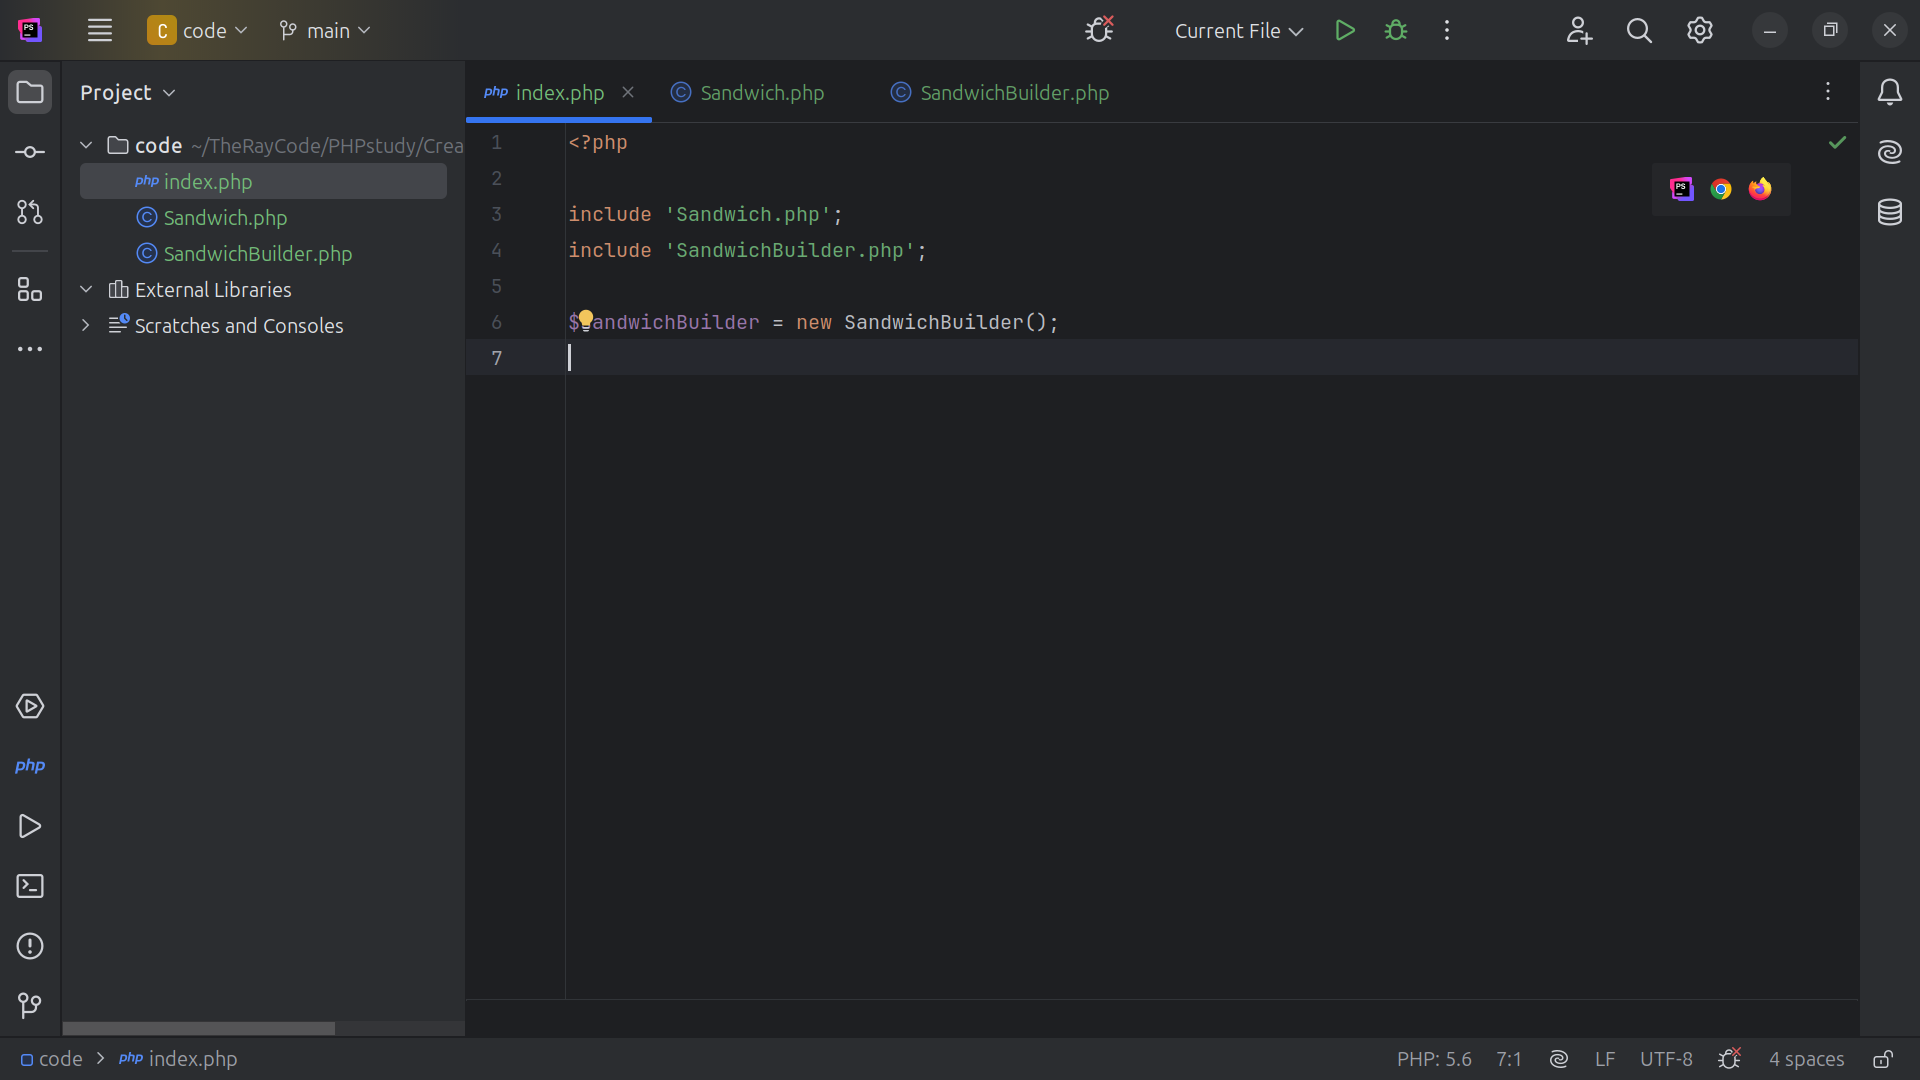 PS
C code
main
Current File
Project
index.php
Sandwich.php
SandwichBuilder.php
code ~/TheRayCode/PHPstudy/Crea
php index.php
C Sandwich.php
C SandwichBuilder.php
External Libraries
Scratches and Consoles
php
1 <?php
2
3 include 'Sandwich.php';
4 include 'SandwichBuilder.php';
5
6 $sandwichBuilder = new SandwichBuilder();
7
code > php index.php
PHP: 5.6 7:1 LF UTF-8 4 spaces